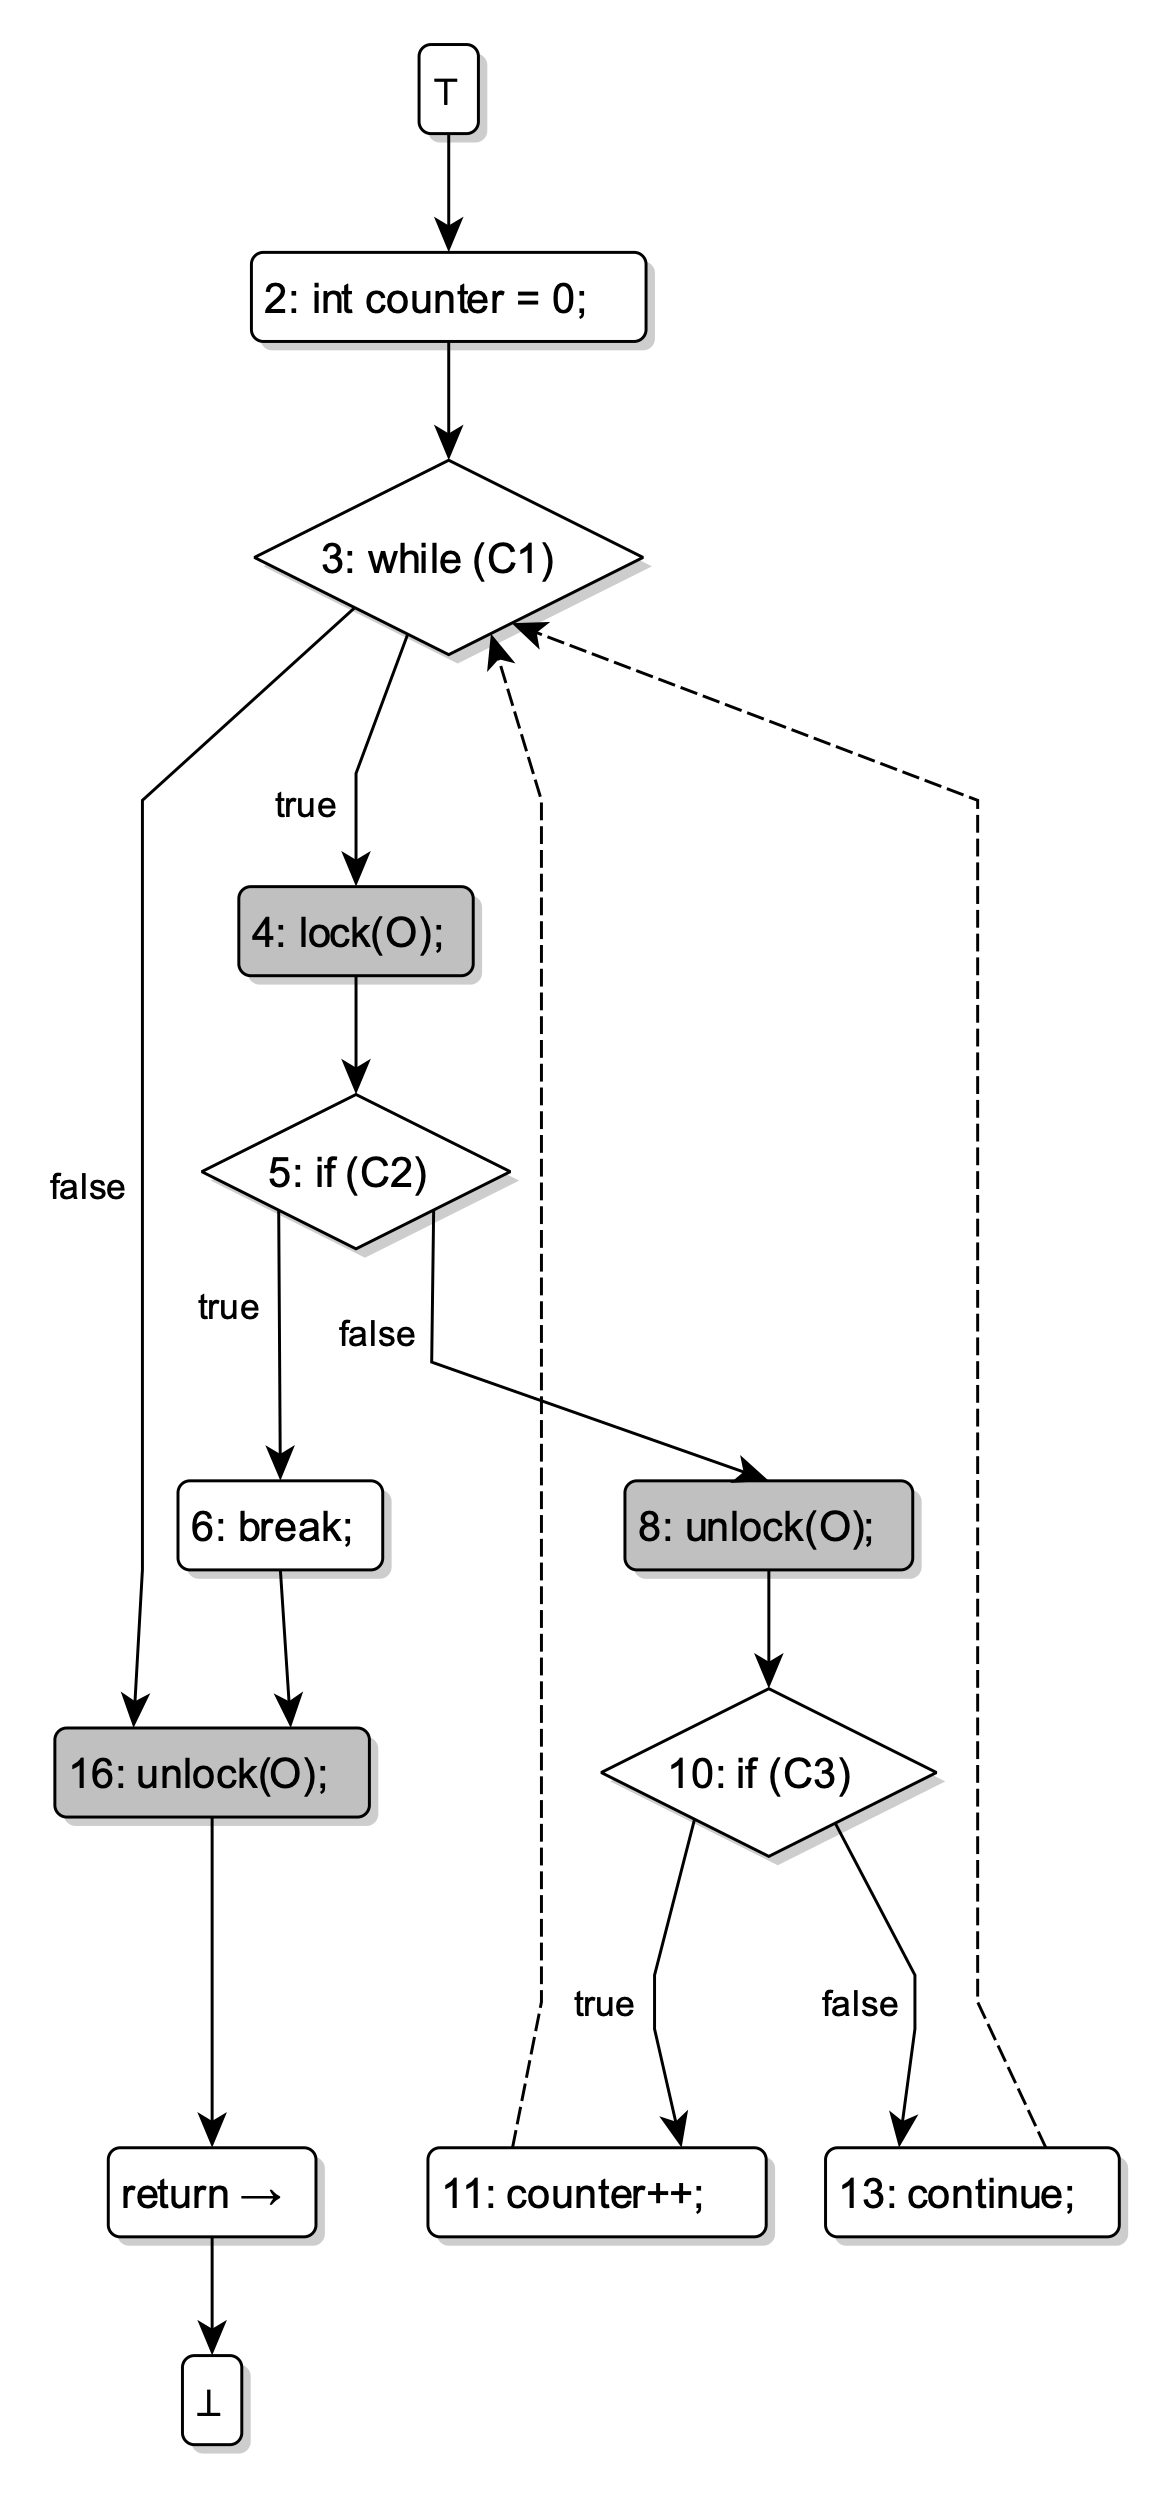 ⊤
2: int counter = 0;
3: while (C1)
true
4: lock(O);
5: if (C2)
false
true
false
6: break;
8: unlock(O);
16: unlock(O);
10: if (C3)
true
false
return →
11: counter++;
13: continue;
⊥